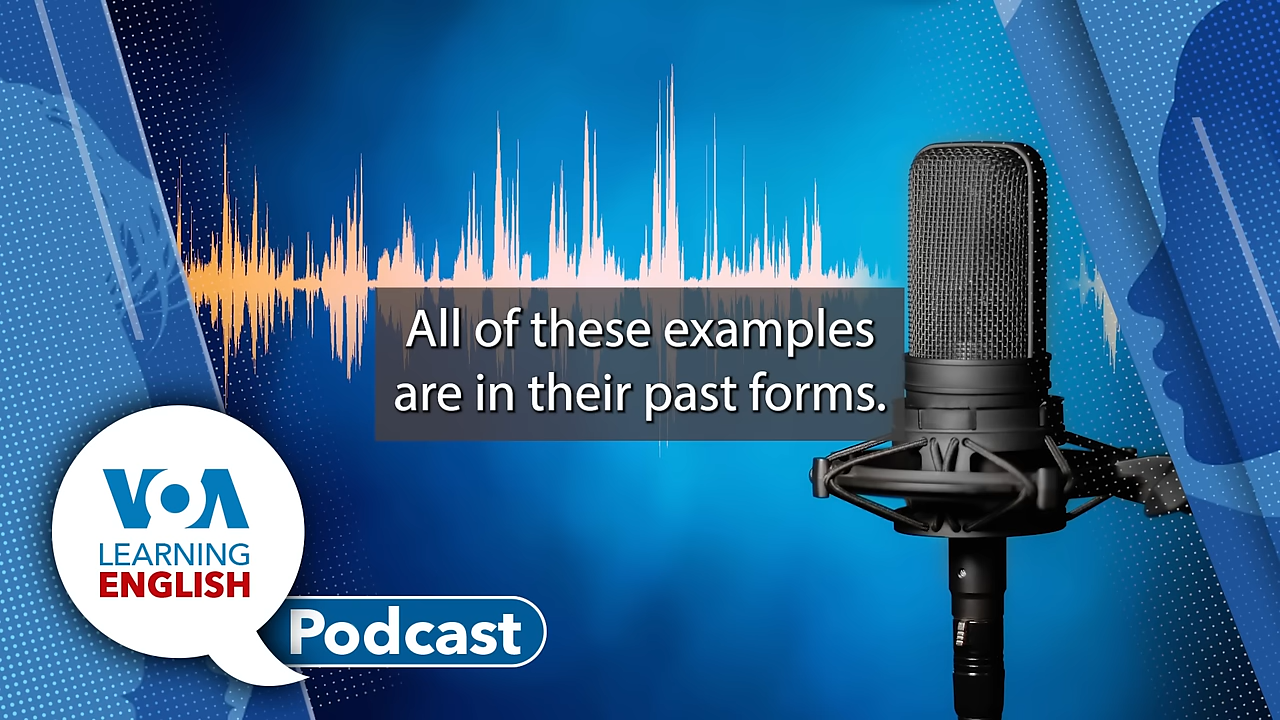 All of these examples
are in their past forms.
VOA
LEARNING
ENGLISH
Podcast